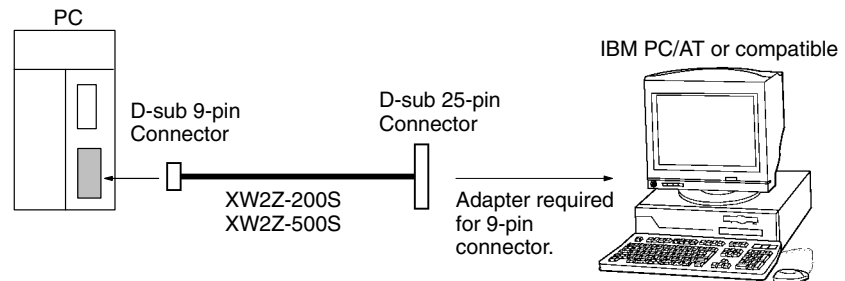 PC
IBM PC/AT or compatible
D-sub 9-pin
Connector
D-sub 25-pin
Connector
XW2Z-200S
XW2Z-500S
Adapter required
for 9-pin
connector.